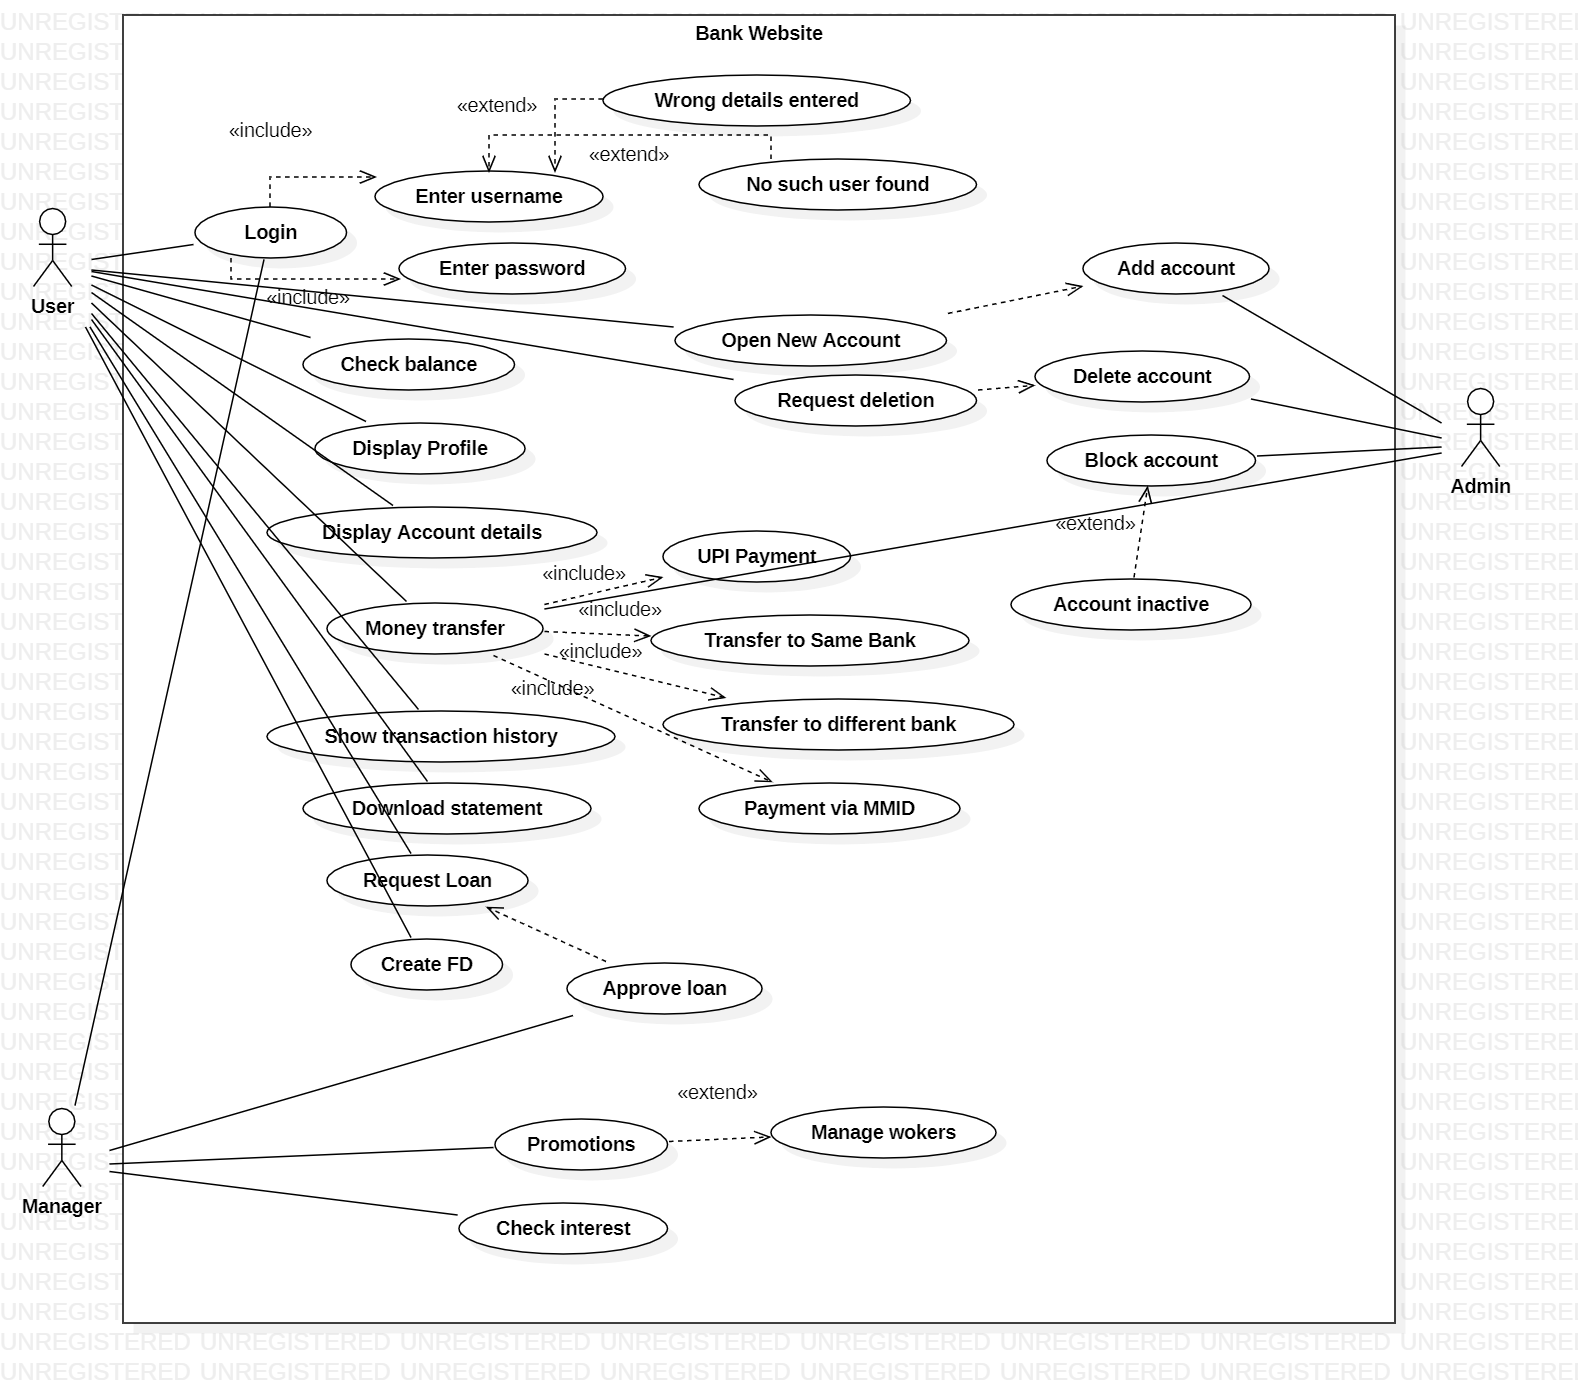 Bank Website
Wrong details entered
«extend»
«include»
«extend»
No such user found
Enter username
Login
Enter password
Add account
«include»
User
Open New Account
Check balance
Delete account
Request deletion
Display Profile
Block account
Admin
«extend»
Display Account details
UPI Payment
«include»
Account inactive
«include»
Money transfer
Transfer to Same Bank
«include»
«include»
Transfer to different bank
Show transaction history
Download statement
Payment via MMID
Request Loan
Create FD
Approve loan
«extend»
Manage wokers
Promotions
Manager
Check interest
UNREGISTERED UNREGISTERED UNREGISTERED UNREGISTERED UNREGISTERED UNREGISTERED UNREGISTERED UNREGISTERE
UNREGISTERED UNREGISTERED UNREGISTERED UNREGISTERED UNREGISTERED UNREGISTERED UNREGISTERED UNREGISTERE